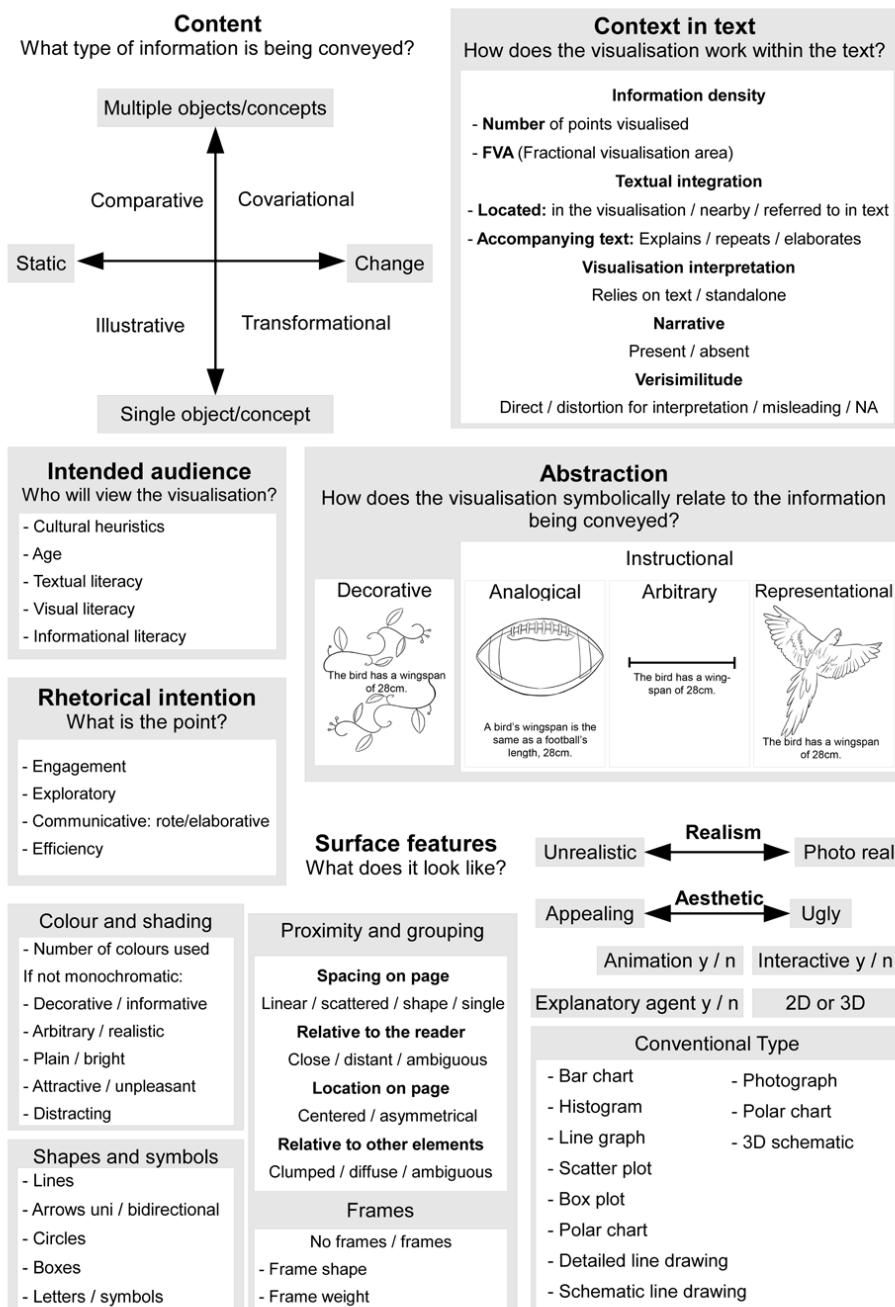 Content
What type of information is being conveyed?
Multiple objects/concepts
Comparative
Covariational
Static
Change
Illustrative
Transformational
Single object/concept
Context in text
How does the visualisation work within the text?
Information density
- Number of points visualised
- FVA (Fractional visualisation area)
Textual integration
- Located: in the visualisation / nearby / referred to in text
- Accompanying text: Explains / repeats / elaborates
Visualisation interpretation
Relies on text / standalone
Narrative
Present / absent
Verisimilitude
Direct / distortion for interpretation / misleading / NA
Intended audience
Who will view the visualisation?
- Cultural heuristics
- Age
- Textual literacy
- Visual literacy
- Informational literacy
Abstraction
How does the visualisation symbolically relate to the information
being conveyed?
Instructional
Decorative
The bird has a wingspan
of 28cm.
Analogical
A bird's wingspan is the
same as a football's
length, 28cm.
Arbitrary
The bird has a wing-
span of 28cm.
Representational
The bird has a wingspan
of 28cm.
Rhetorical intention
What is the point?
- Engagement
- Exploratory
- Communicative: rote/elaborative
- Efficiency
Surface features
What does it look like?
Realism
Unrealistic
Photo real
Aesthetic
Appealing
Ugly
Animation y / n
Interactive y / n
Explanatory agent y / n
2D or 3D
Colour and shading
- Number of colours used
If not monochromatic:
- Decorative / informative
- Arbitrary / realistic
- Plain / bright
- Attractive / unpleasant
- Distracting
Shapes and symbols
- Lines
- Arrows uni / bidirectional
- Circles
- Boxes
- Letters / symbols
Proximity and grouping
Spacing on page
Linear / scattered / shape / single
Relative to the reader
Close / distant / ambiguous
Location on page
Centered / asymmetrical
Relative to other elements
Clumped / diffuse / ambiguous
Frames
No frames / frames
- Frame shape
- Frame weight
Conventional Type
- Bar chart
- Histogram
- Line graph
- Scatter plot
- Box plot
- Polar chart
- Detailed line drawing
- Schematic line drawing
- Photograph
- Polar chart
- 3D schematic